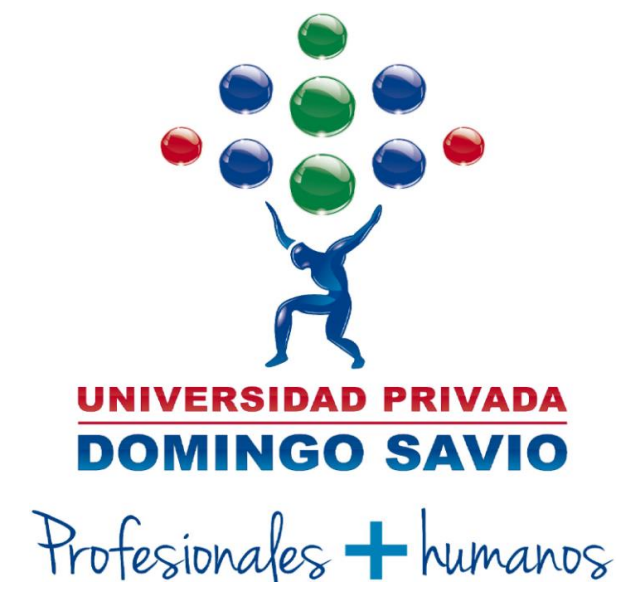 UNIVERSIDAD PRIVADA
DOMINGO SAVIO
Profesionales + humanos